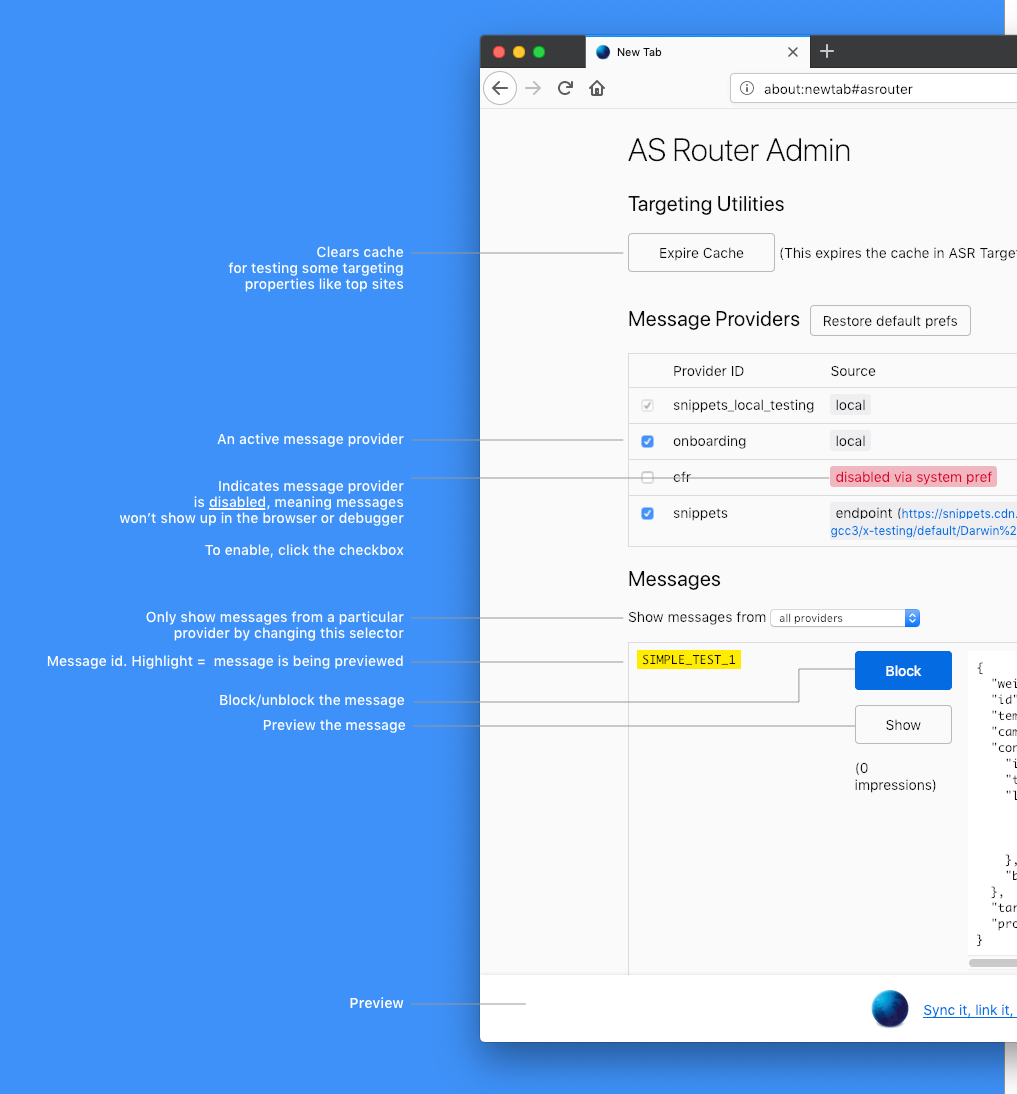 New Tab
about:newtab#asrouter
AS Router Admin
Targeting Utilities
Clears cache
for testing some targeting
properties like top sites
Expire Cache (This expires the cache in ASR Targe
Message Providers Restore default prefs
Provider ID Source
snippets_local_testing local
An active message provider
onboarding local
Indicates message provider
is disabled, meaning messages
won't show up in the browser or debugger
To enable, click the checkbox
cfr disabled via system pref
snippets endpoint (https://snippets.cdn.
gcc3/x-testing/default/Darwin%2
Messages
Only show messages from a particular
provider by changing this selector
Show messages from all providers
Message id. Highlight = message is being previewed
SIMPLE_TEST_1
Block/unblock the message
Block
Preview the message
Show
(0
impressions)
{
"wei
"id"
"tem
"cam
"con
"i
"t
"l
},
"b
},
"tar
"pro
}
Preview
Sync it, link it,